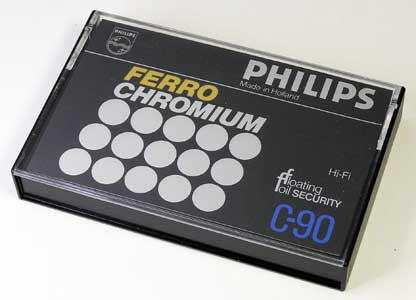 PHILIPS
PHILIPS
Made in Holland
FERRO
CHROMIUM
Hi-Fi
floating
foil SECURITY
C-90